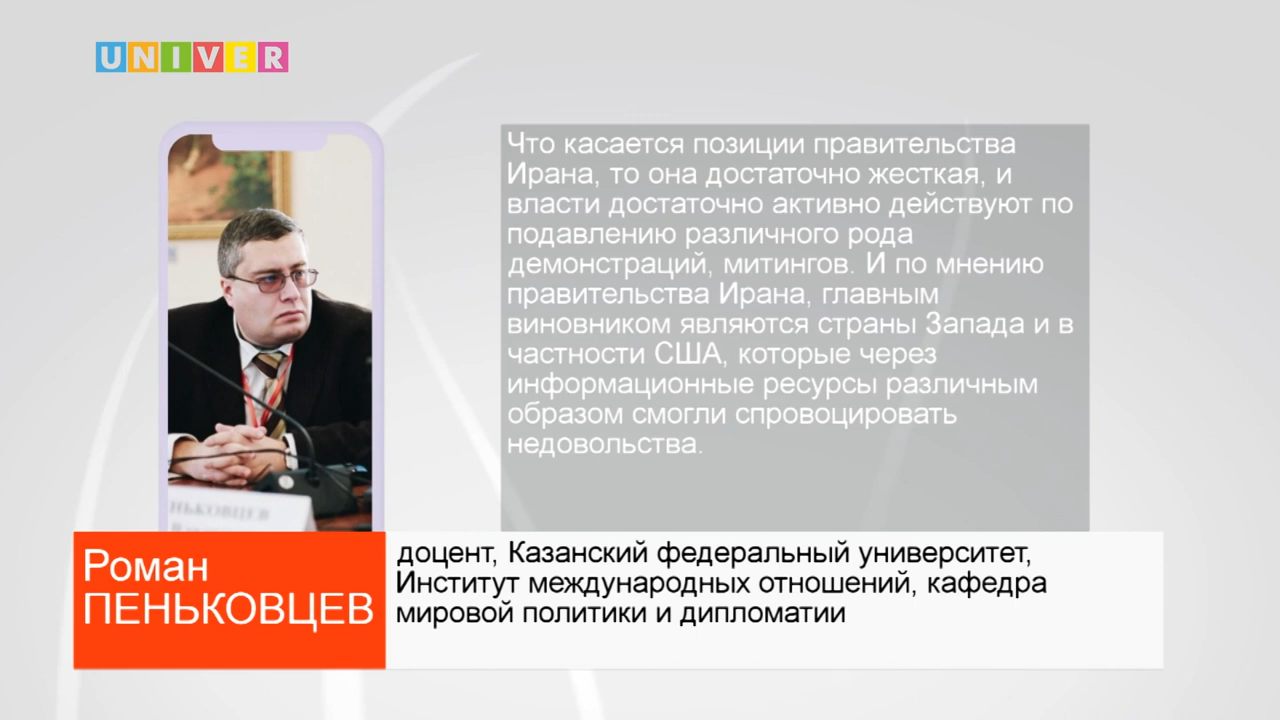 UNIVER
Что касается позиции правительства
Ирана, то она достаточно жесткая, и
власти достаточно активно действуют по
подавлению различного рода
демонстраций, митингов. И по мнению
правительства Ирана, главным
виновником являются страны Запада и в
частности США, которые через
информационные ресурсы различным
образом смогли спровоцировать
недовольства.
НЬКОВЦЕВ
Роман
ПЕНЬКОВЦЕВ
доцент, Казанский федеральный университет,
Институт международных отношений, кафедра
мировой политики и дипломатии